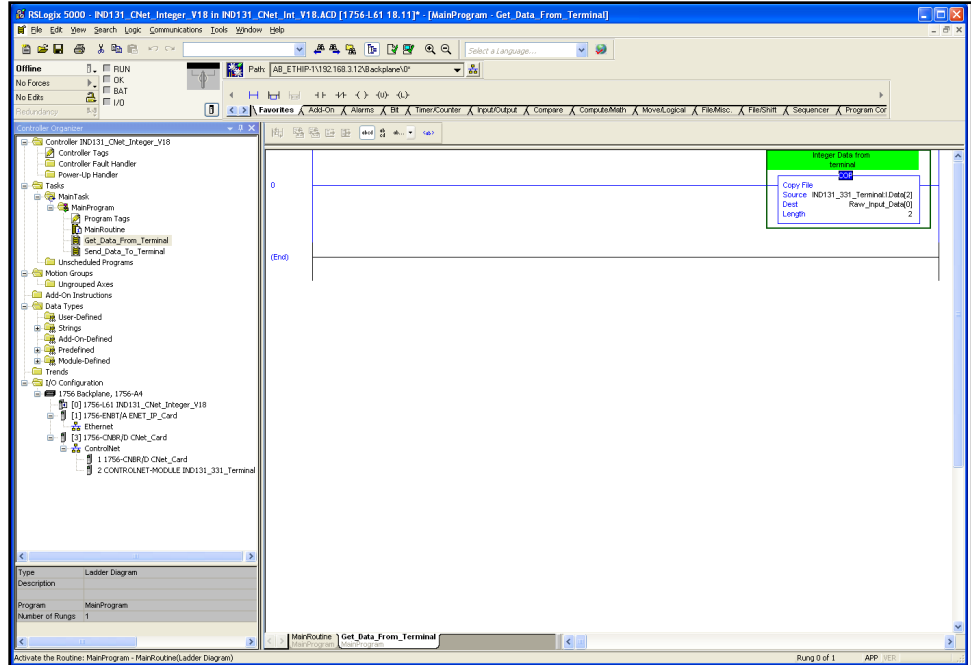 RSLogix 5000 - IND131_CNet_Integer_V18 in IND131_CNet_Int_V18.ACD [1756-L61 18.11]* - [MainProgram - Get_Data_From_Terminal]
File Edit View Search Logic Communications Tools Window Help
Select a Language...
Offline
RUN
Path: AB_ETHIP-1\192.168.3.12\Backplane\0*
No Forces
OK
No Edits
BAT
Redundancy
I/O
Favorites Add-On Alarms Bit Timer/Counter Input/Output Compare Compute/Math Move/Logical File/Misc. File/Shift Sequencer Program Cor
Controller Organizer
Controller IND131_CNet_Integer_V18
Controller Tags
Controller Fault Handler
Power-Up Handler
Tasks
MainTask
MainProgram
Program Tags
MainRoutine
Get_Data_From_Terminal
Send_Data_To_Terminal
Unscheduled Programs
Motion Groups
Ungrouped Axes
Add-On Instructions
Data Types
User-Defined
Strings
Add-On-Defined
Predefined
Module-Defined
Trends
I/O Configuration
1756 Backplane, 1756-A4
[0] 1756-L61 IND131_CNet_Integer_V18
[1] 1756-ENBT/A ENET_IP_Card
Ethernet
[3] 1756-CNBR/D CNet_Card
ControlNet
1 1756-CNBR/D CNet_Card
2 CONTROLNET-MODULE IND131_331_Terminal
Type Ladder Diagram
Description
Program MainProgram
Number of Rungs 1
abcd
ab...
<ab>
Integer Data from
terminal
COP
Copy File
Source IND131_331_Terminal:I.Data[2]
Dest Raw_Input_Data[0]
Length 2
0
(End)
MainRoutine Get_Data_From_Terminal
MainProgram MainProgram
Activate the Routine: MainProgram - MainRoutine(Ladder Diagram)
Rung 0 of 1 APP VER